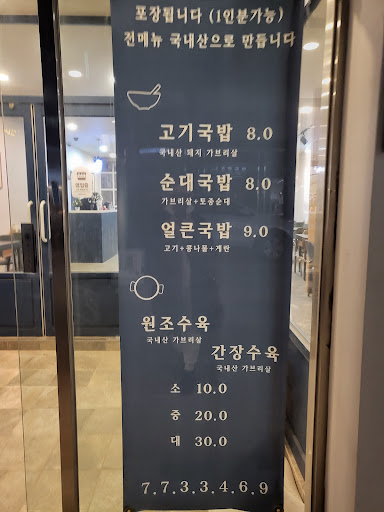 포장됩니다 (1인분가능)
전메뉴 국내산으로 만듭니다
고기국밥 8.0
국내산 돼지 가브리살
순대국밥 8.0
가브리살+토종순대
얼큰국밥 9.0
고기+콩나물+계란
원조수육
국내산 가브리살
간장수육
국내산 가브리살
소 10.0
중 20.0
대 30.0
7.7.3.3.4.6.9